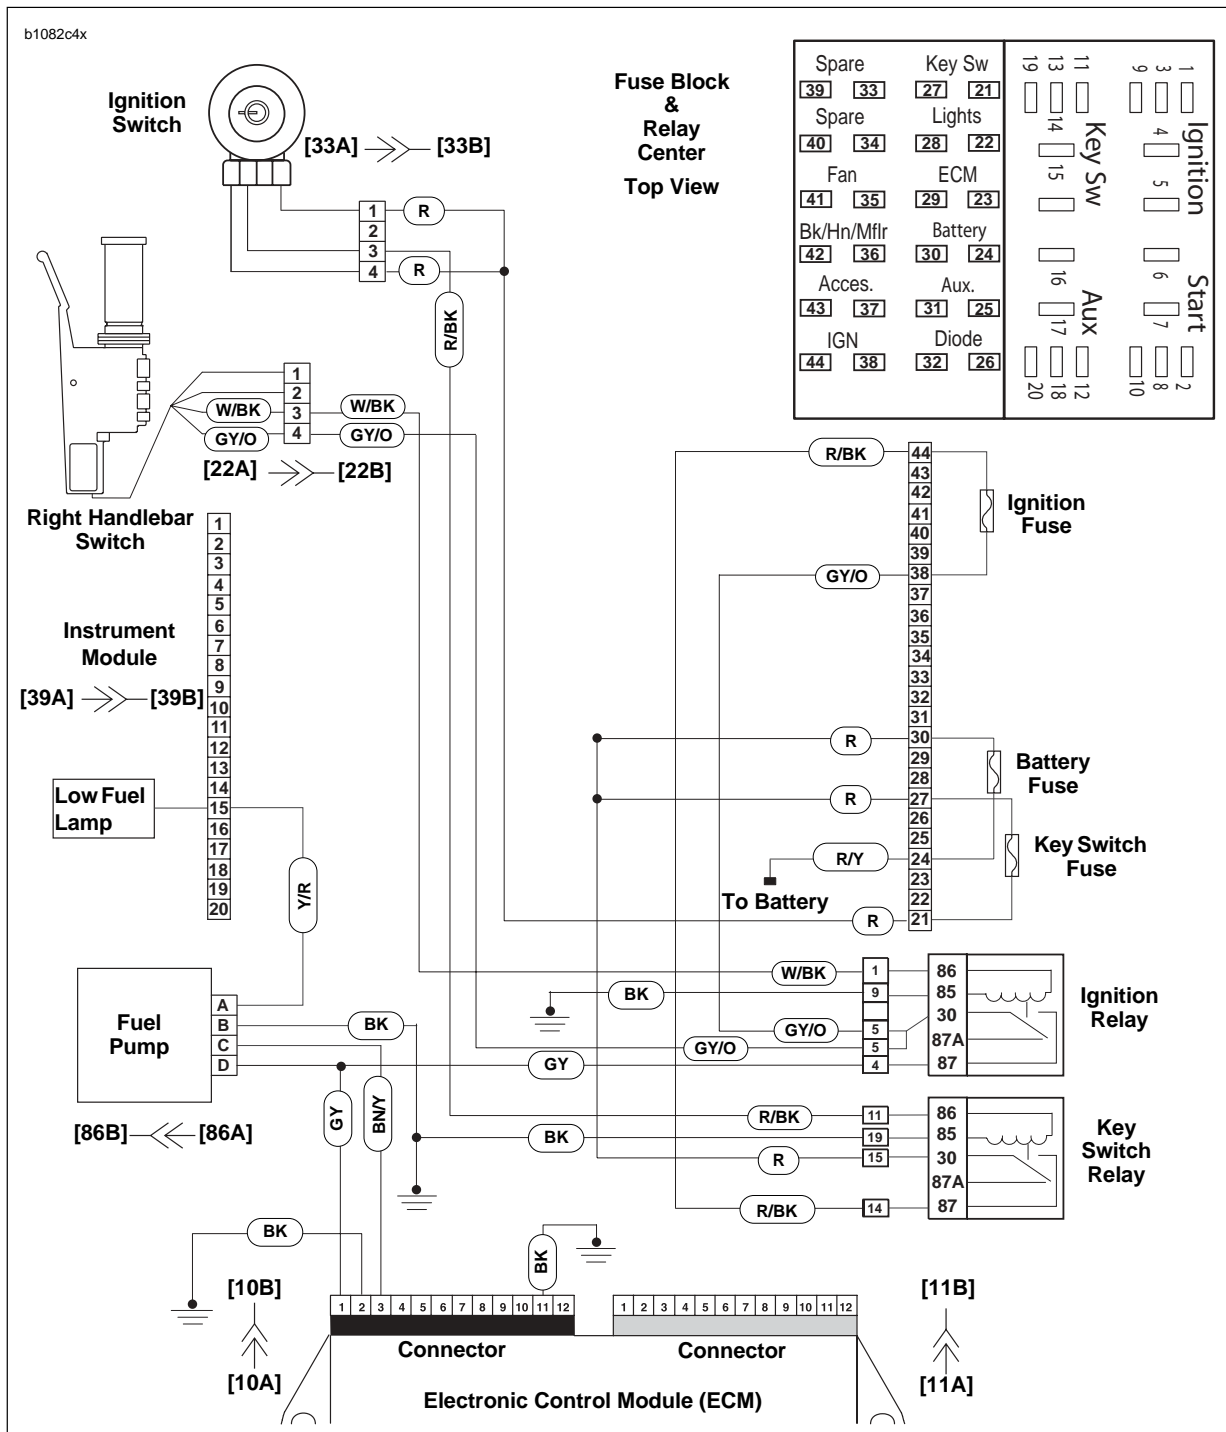 b1082c4x
Ignition
Switch
[33A]
[33B]
1
2
3
4
R
R
R/BK
Fuse Block
&
Relay
Center
Top View
Spare
Key Sw
39
33
27
21
Spare
Lights
40
34
28
22
Fan
ECM
41
35
29
23
Bk/Hn/Mflr
Battery
42
36
30
24
Acces.
Aux.
43
37
31
25
IGN
Diode
44
38
32
26
19
13
11
9
3
1
14
4
Key Sw
Ignition
15
5
16
6
Aux
Start
17
7
20
18
12
10
8
2
1
2
3
4
W/BK
GY/O
W/BK
GY/O
[22A]
[22B]
Right Handlebar
Switch
1
2
3
4
5
6
7
8
9
10
11
12
13
14
15
16
17
18
19
20
Instrument
Module
[39A]
[39B]
Low Fuel
Lamp
Y/R
44
43
42
41
40
39
38
37
36
35
34
33
32
31
30
29
28
27
26
25
24
23
22
21
R/BK
GY/O
R
R
R/Y
R
Ignition
Fuse
Battery
Fuse
Key Switch
Fuse
To Battery
Fuel
Pump
A
B
C
D
BK
GY
BN/Y
[86B]
[86A]
W/BK
BK
GY/O
GY/O
GY
1
9
5
5
4
86
85
30
87A
87
Ignition
Relay
R/BK
BK
R
R/BK
11
19
15
14
86
85
30
87A
87
Key
Switch
Relay
BK
BK
[10B]
[10A]
1 2 3 4 5 6 7 8 9 10 11 12
1 2 3 4 5 6 7 8 9 10 11 12
Connector
Connector
[11B]
[11A]
Electronic Control Module (ECM)